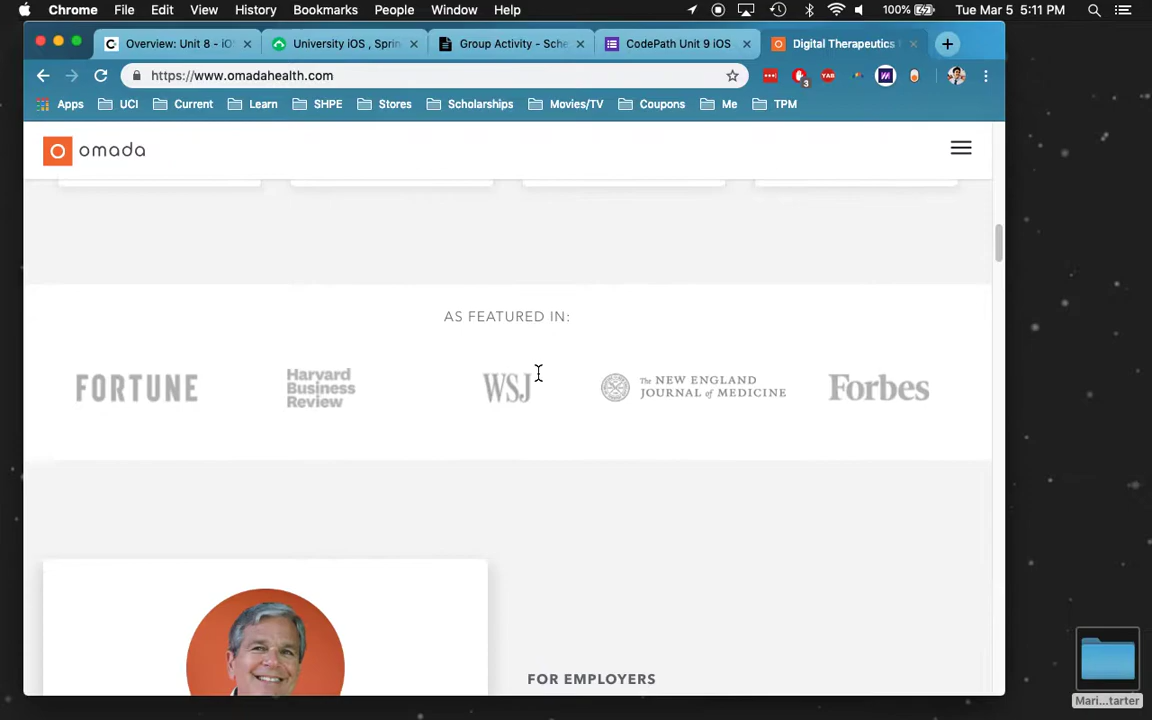 Chrome File Edit View History Bookmarks People Window Help 100% Tue Mar 5 5:11 PM
Overview: Unit 8 - iO University iOS , Sprin Group Activity - Sche CodePath Unit 9 iOS Digital Therapeutics
https://www.omadahealth.com
3
Apps UCI Current Learn SHPE Stores Scholarships Movies/TV Coupons Me TPM
omada
AS FEATURED IN:
FORTUNE
Harvard
Business
Review
WSJ
The NEW ENGLAND
JOURNAL of MEDICINE
Forbes
FOR EMPLOYERS
Mari...tarter